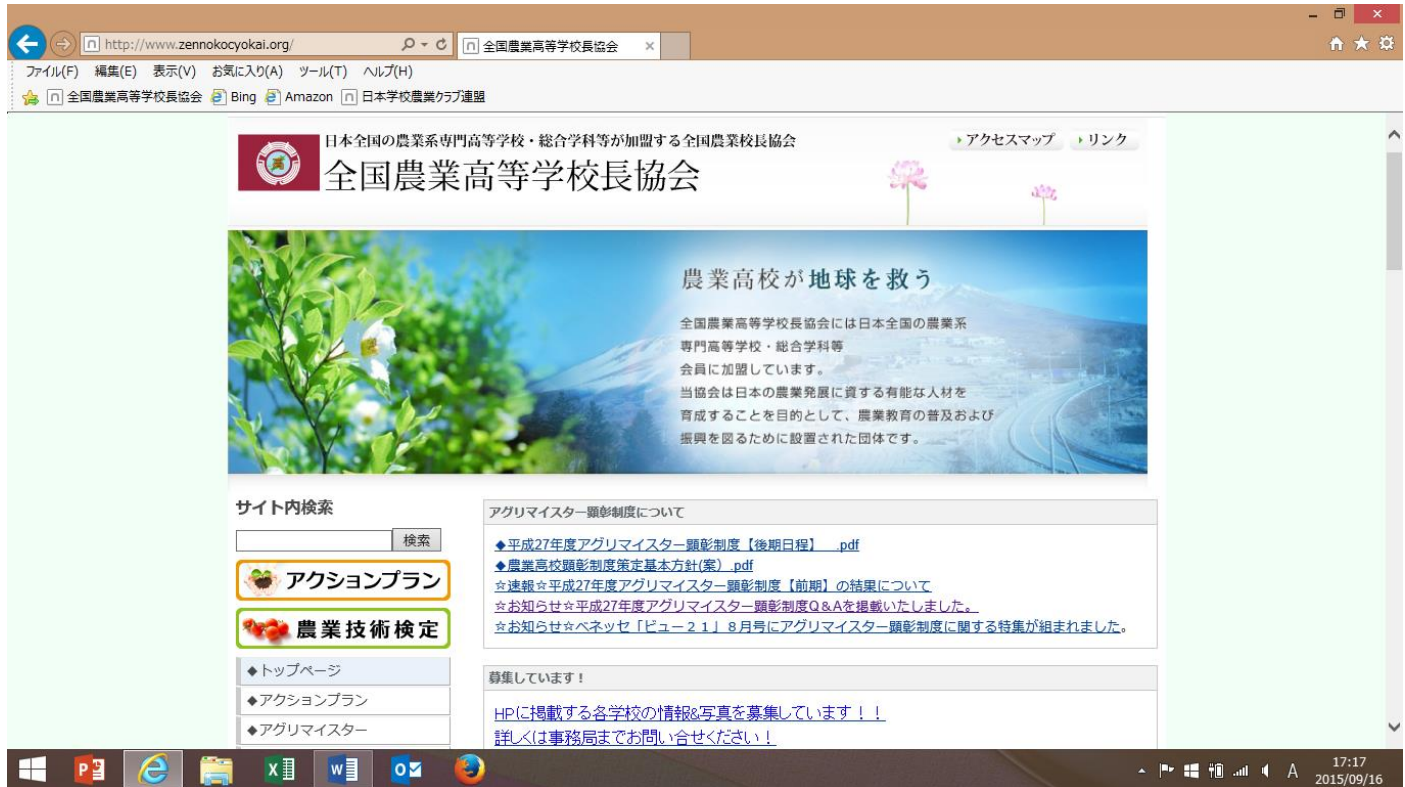 http://www.zennokocyokai.org/
全国農業高等学校長協会
ファイル(F) 編集(E) 表示(V) お気に入り(A) ツール(T) ヘルプ(H)
全国農業高等学校長協会 Bing Amazon 日本学校農業クラブ連盟
日本全国の農業系専門高等学校・総合学科等が加盟する全国農業校長協会
アクセスマップ リンク
全国農業高等学校長協会
農業高校が地球を救う
全国農業高等学校長協会には日本全国の農業系
専門高等学校・総合学科等
会員に加盟しています。
当協会は日本の農業発展に資する有能な人材を
育成することを目的として、農業教育の普及および
振興を図るために設置された団体です。
サイト内検索
検索
アクションプラン
農業技術検定
◆トップページ
◆アクションプラン
◆アグリマイスター
アグリマイスター顕彰制度について
◆平成27年度アグリマイスター顕彰制度【後期日程】 .pdf
◆農業高校顕彰制度策定基本方針(案) .pdf
☆速報☆平成27年度アグリマイスター顕彰制度【前期】の結果について
☆お知らせ☆平成27年度アグリマイスター顕彰制度Q&Aを掲載いたしました。
☆お知らせ☆ベネッセ「ビュー21」8月号にアグリマイスター顕彰制度に関する特集が組まれました。
募集しています！
HPに掲載する各学校の情報&写真を募集しています！！
詳しくは事務局までお問い合せください！
A
17:17
2015/09/16